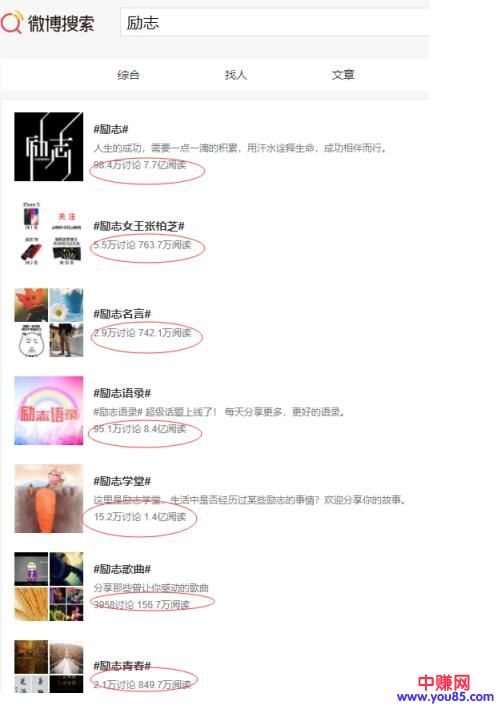 微博搜索
励志
综合 找人 文章
励志
#励志#
人生的成功，需要一点一滴的积累，用汗水诠释生命，成功相伴而行。
98.4万讨论 7.7亿阅读
iPhone 8
关注
#励志女王张柏芝#
5.5万讨论 763.7万阅读
#励志名言#
2.9万讨论 742.1万阅读
励志语录
#励志语录#
#励志语录# 超级话题上线了！ 每天分享更多，更好的语录。
95.1万讨论 8.4亿阅读
#励志学堂#
这里是励志学堂，生活中是否经历过某些励志的事情？欢迎分享你的故事。
15.2万讨论 1.4亿阅读
#励志歌曲#
分享那些曾让你感动的歌曲
3958讨论 156.7万阅读
#励志青春#
2.1万讨论 849.7万阅读
中赚网
www.you85.com